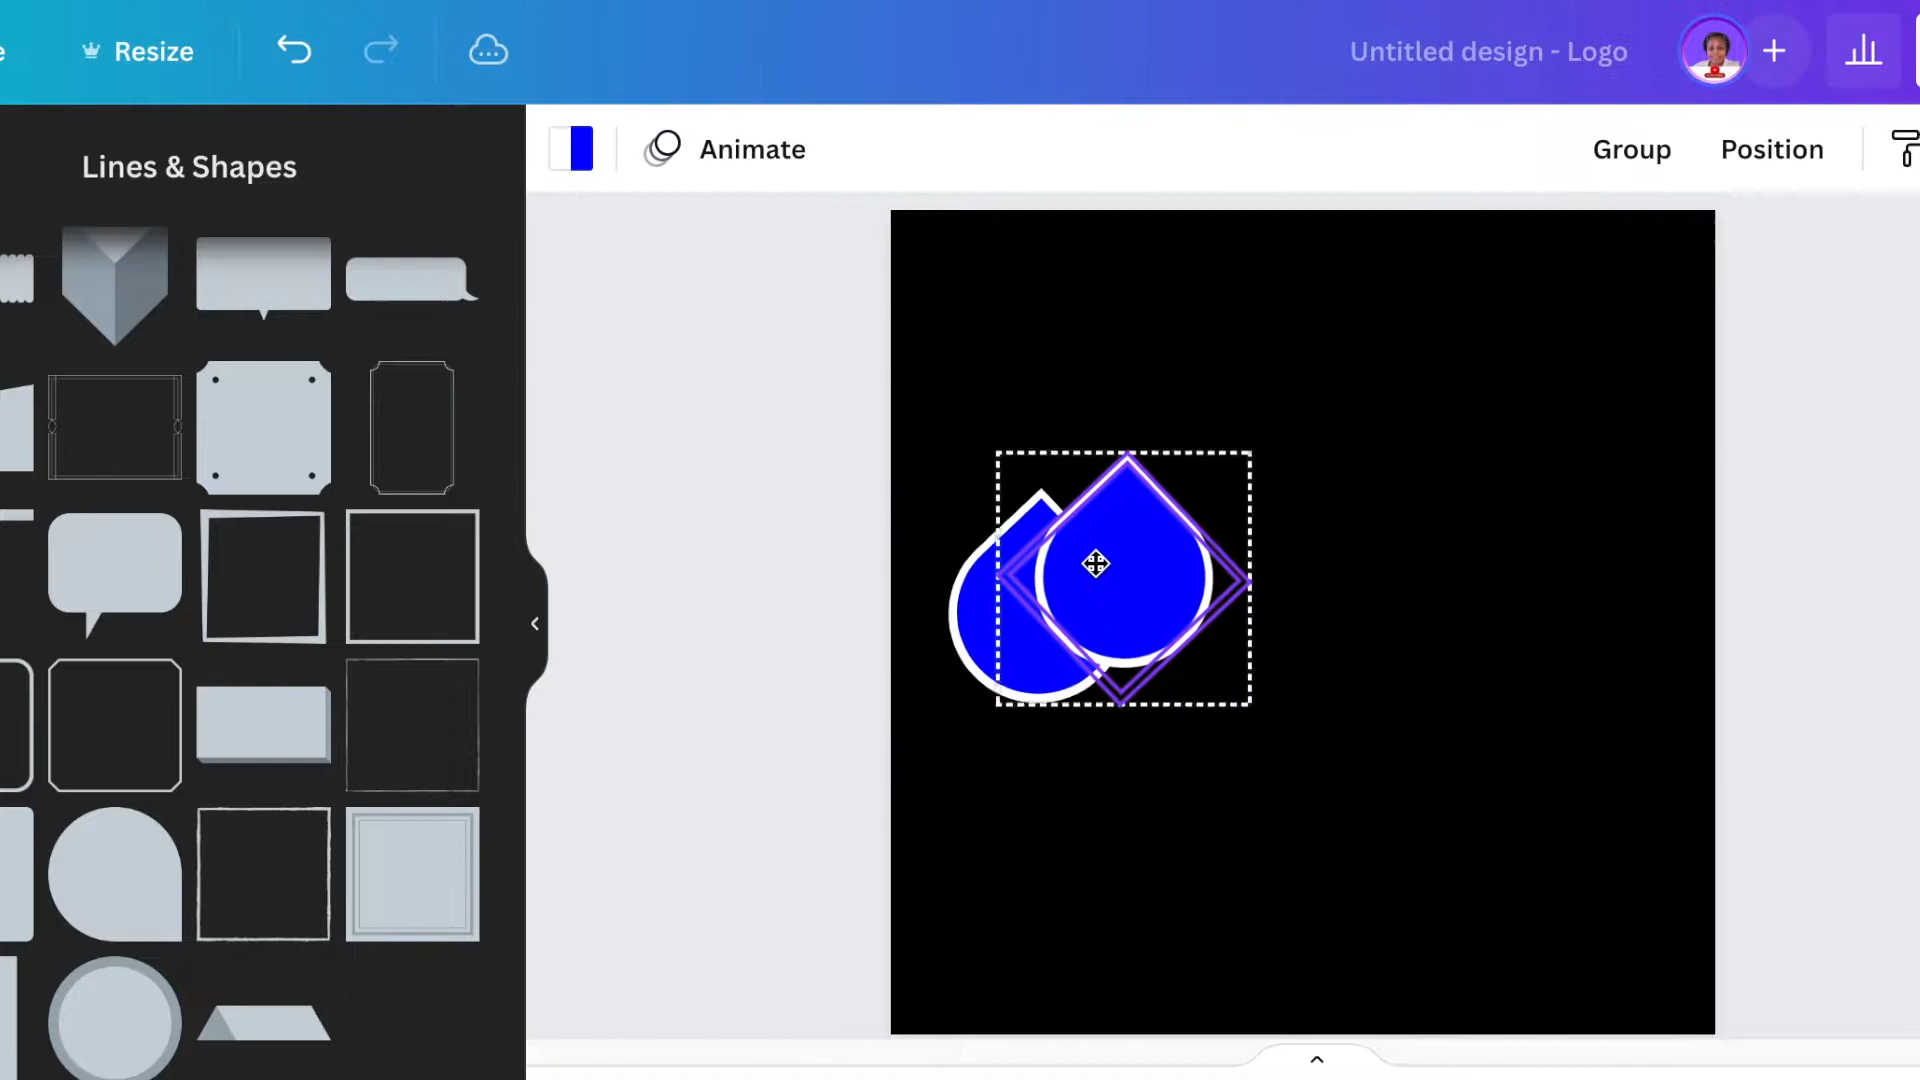 Resize
Untitled design - Logo
Lines & Shapes
Animate
Group
Position